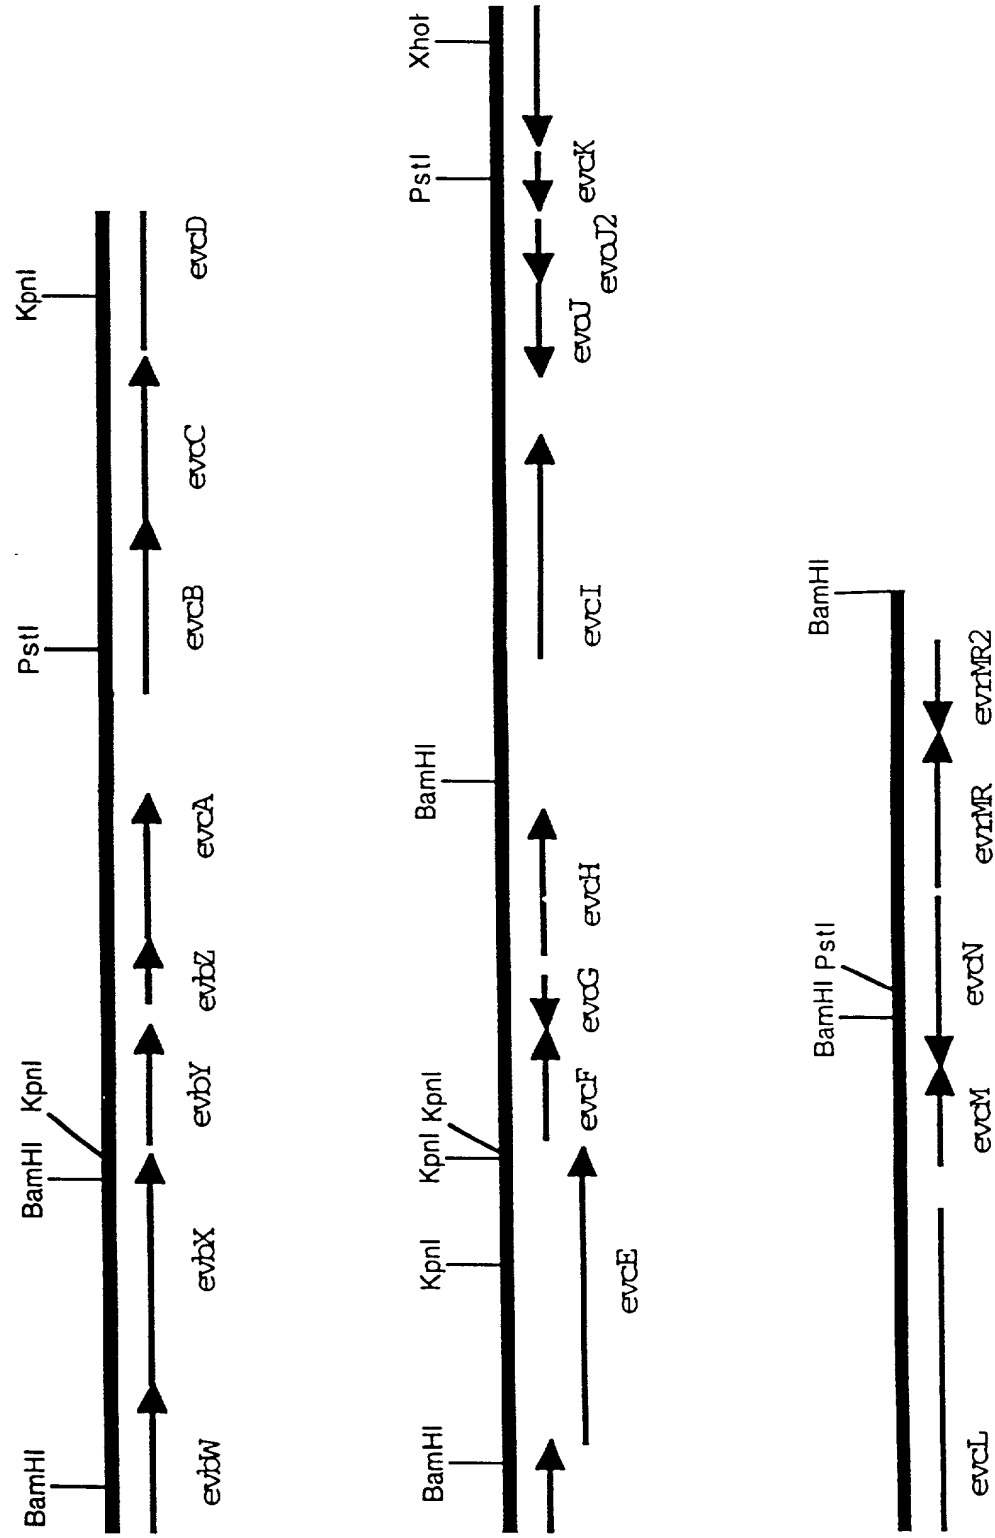 BamHI BamHI KpnI PstI KpnI
evbW evbX evbY evbZ evcA evcB evcC evcD
BamHI KpnI KpnI KpnI BamHI PstI XhoI
evcE evcF evcG evcH evcI evcJ evcJ2 evcK
BamHI PstI BamHI
evcL evcM evcN evrMR evrMR2